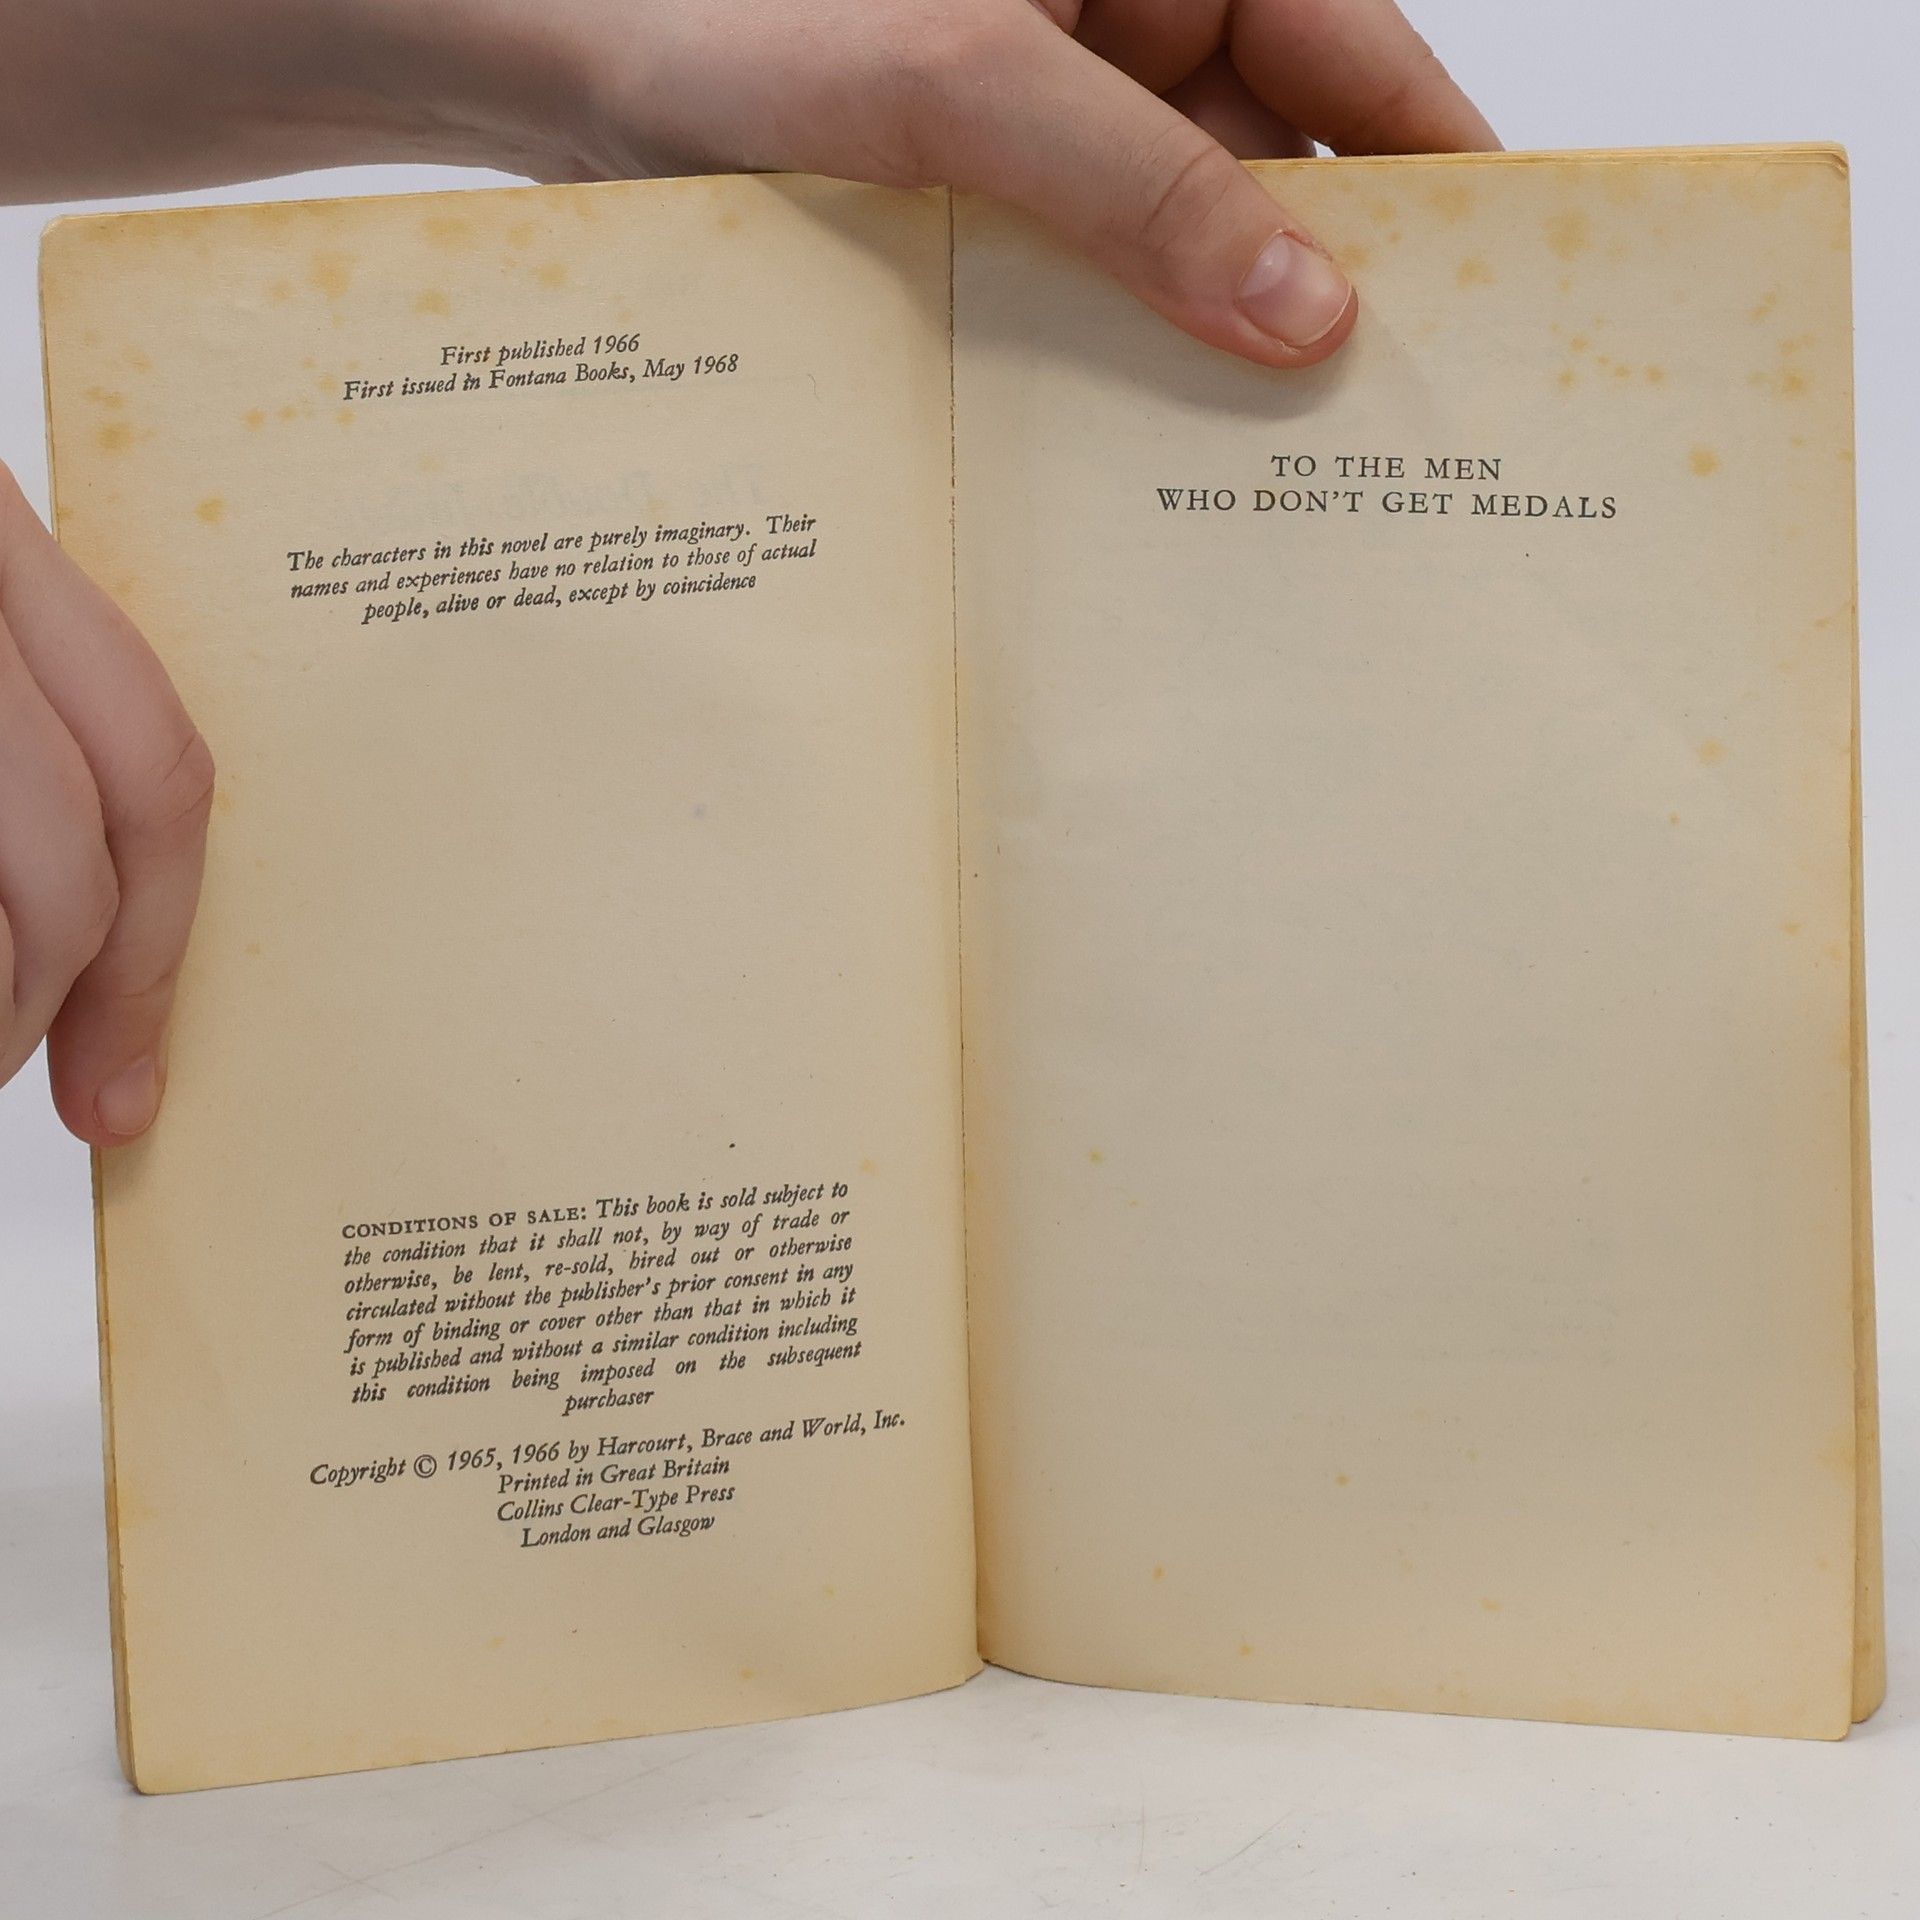 First published 1966
First issued in Fontana Books, May 1968
The characters in this novel are purely imaginary. Their
names and experiences have no relation to those of actual
people, alive or dead, except by coincidence
CONDITIONS OF SALE: This book is sold subject to
the condition that it shall not, by way of trade or
otherwise, be lent, re-sold, hired out or otherwise
circulated without the publisher's prior consent in any
form of binding or cover other than that in which it
is published and without a similar condition including
this condition being imposed on the subsequent
purchaser
Copyright © 1965, 1966 by Harcourt, Brace and World, Inc.
Printed in Great Britain
Collins Clear-Type Press
London and Glasgow
TO THE MEN
WHO DON'T GET MEDALS